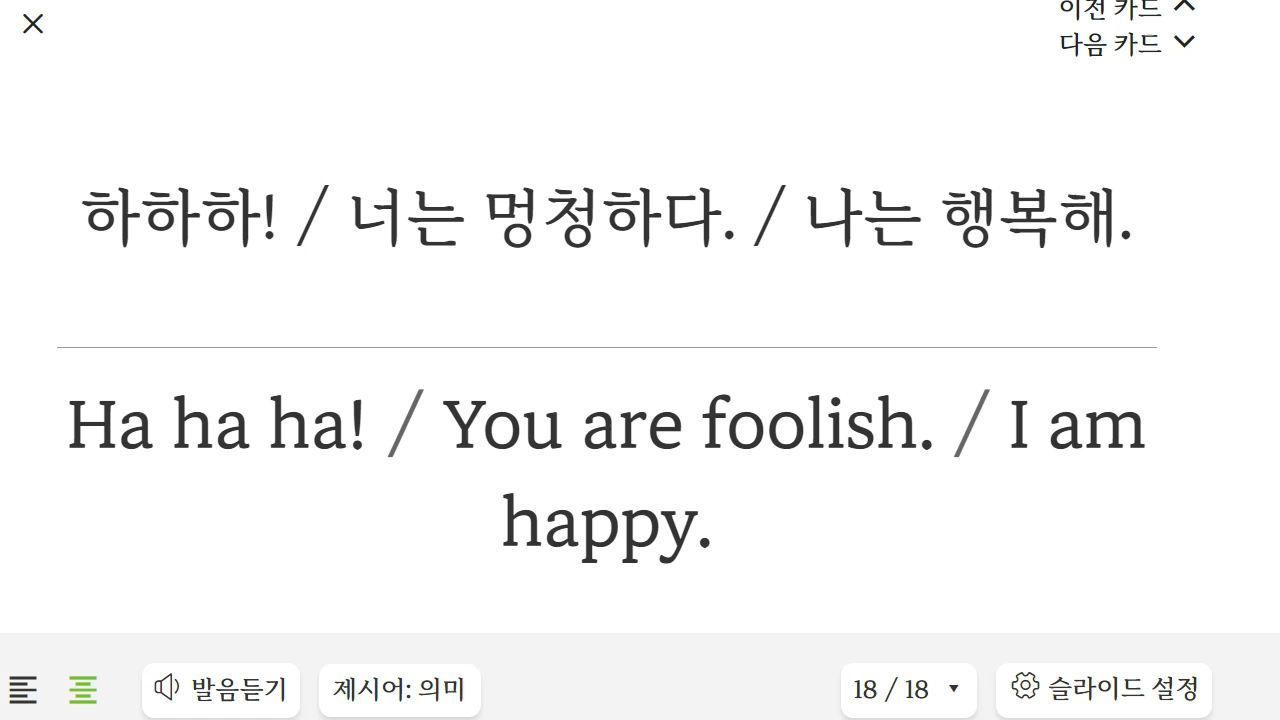 이전 카드
다음 카드
하하하! / 너는 멍청하다. / 나는 행복해.
Ha ha ha! / You are foolish. / I am
happy.
발음듣기
제시어: 의미
18 / 18
슬라이드 설정